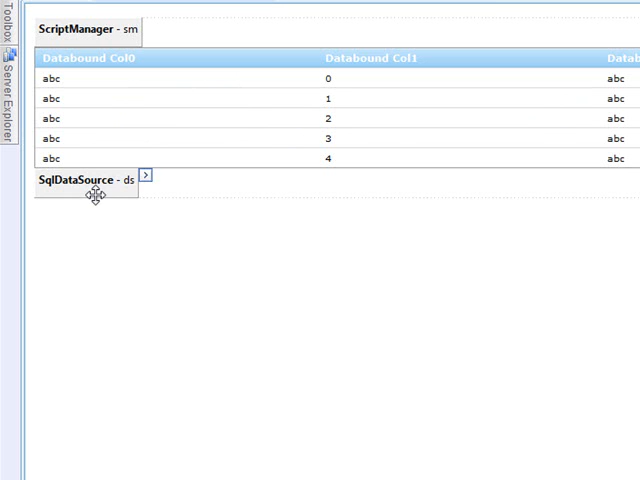 Toolbox
Server Explorer
ScriptManager - sm
Databound Col0 Databound Col1 Datab
abc 0 abc
abc 1 abc
abc 2 abc
abc 3 abc
abc 4 abc
SqlDataSource - ds